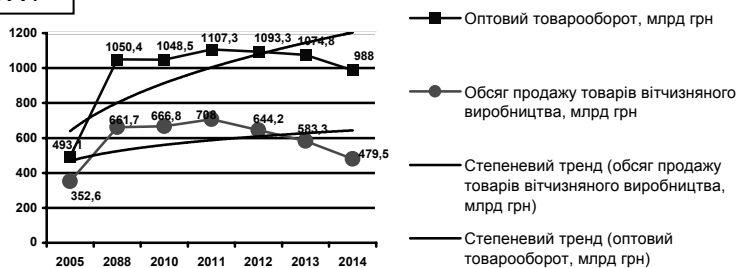 Оптовий товарооборот, млрд грн
1200
1050,4
1048,5
1107,3
1093,3
1074,8
988
1000
Обсяг продажу товарів вітчизняного
виробництва, млрд грн
800
661,7
666,8
708
644,2
583,3
600
493,1
479,5
Степеневий тренд (обсяг продажу
товарів вітчизняного виробництва,
млрд грн)
400
352,6
200
Степеневий тренд (оптовий
товарооборот, млрд грн)
0
2005 2088 2010 2011 2012 2013 2014